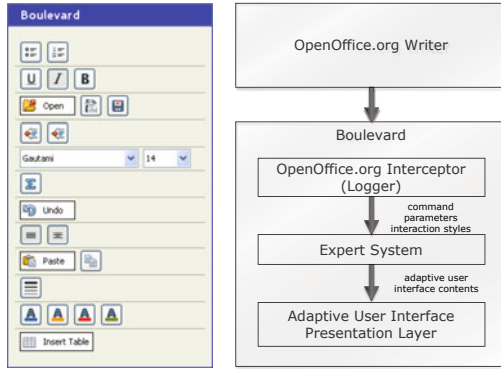 Boulevard
U I B
Open
Gautami 14
Undo
Paste
A A A A
Insert Table
OpenOffice.org Writer
Boulevard
OpenOffice.org Interceptor
(Logger)
command
parameters
interaction styles
Expert System
adaptive user
interface contents
Adaptive User Interface
Presentation Layer